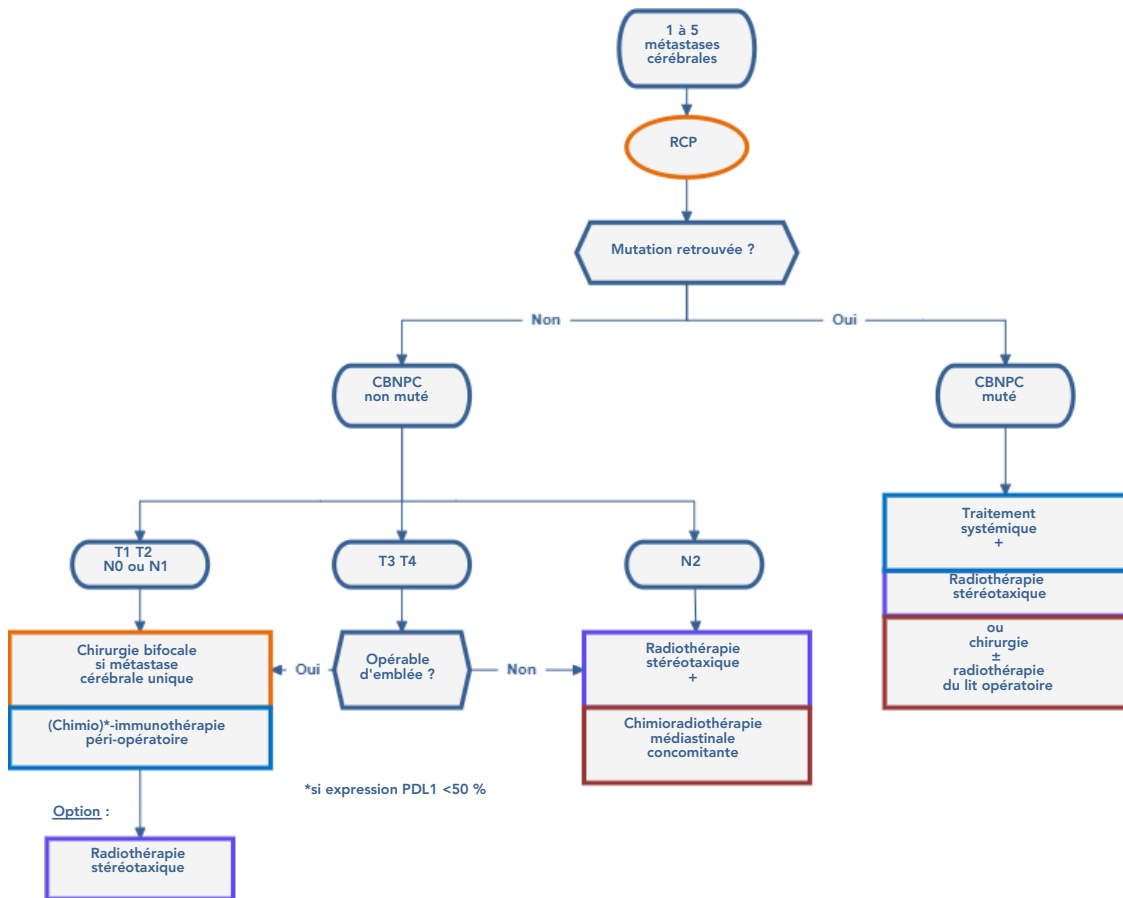 1 à 5
métastases
cérébrales
RCP
Mutation retrouvée ?
Non
Oui
CBNPC
non muté
CBNPC
muté
T1 T2
N0 ou N1
T3 T4
N2
Traitement
systémique
+
Radiothérapie
stéréotaxique
ou
chirurgie
±
radiothérapie
du lit opératoire
Chirurgie bifocale
si métastase
cérébrale unique
Oui
Opérable
d'emblée ?
Non
Radiothérapie
stéréotaxique
+
(Chimio)*-immunothérapie
péri-opératoire
Chimioradiothérapie
médiastinale
concomitante
*si expression PDL1 <50 %
Option :
Radiothérapie
stéréotaxique